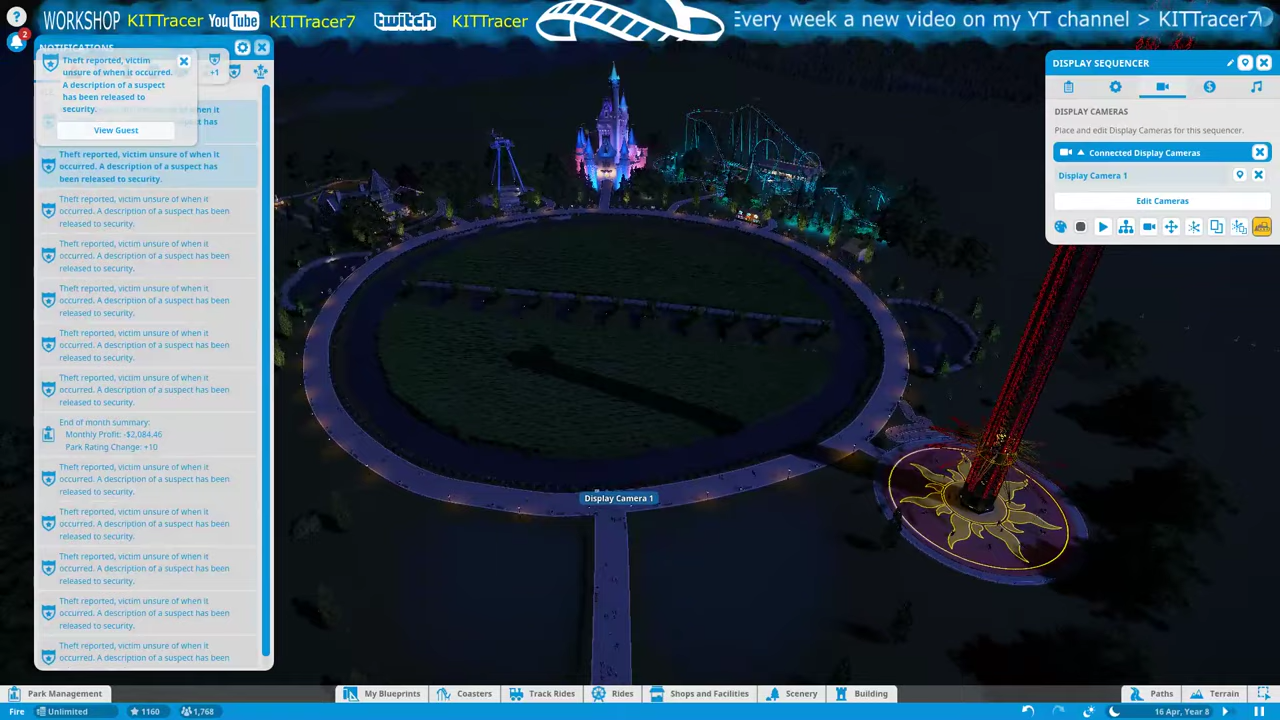 WORKSHOP KITTracer YouTube KITTracer7 twitch KITTracer
Every week a new video on my YT channel > KITTracer7
2
NOTIFICATIONS
Theft reported, victim
unsure of when it occurred.
A description of a suspect
has been released to
security.
View Guest
+1
Theft reported, victim unsure of when it
occurred. A description of a suspect has
been released to security.
Theft reported, victim unsure of when it
occurred. A description of a suspect has been
released to security.
Theft reported, victim unsure of when it
occurred. A description of a suspect has been
released to security.
Theft reported, victim unsure of when it
occurred. A description of a suspect has been
released to security.
Theft reported, victim unsure of when it
occurred. A description of a suspect has been
released to security.
Theft reported, victim unsure of when it
occurred. A description of a suspect has been
released to security.
End of month summary:
Monthly Profit: -$2,084.46
Park Rating Change: +10
Theft reported, victim unsure of when it
occurred. A description of a suspect has been
released to security.
Theft reported, victim unsure of when it
occurred. A description of a suspect has been
released to security.
Theft reported, victim unsure of when it
occurred. A description of a suspect has been
released to security.
Theft reported, victim unsure of when it
occurred. A description of a suspect has been
released to security.
Theft reported, victim unsure of when it
occurred. A description of a suspect has been
DISPLAY SEQUENCER
DISPLAY CAMERAS
Place and edit Display Cameras for this sequencer.
Connected Display Cameras
Display Camera 1
Edit Cameras
Display Camera 1
Park Management
My Blueprints
Coasters
Track Rides
Rides
Shops and Facilities
Scenery
Building
Paths
Terrain
Fire
Unlimited
1160
1,768
16 Apr, Year 8